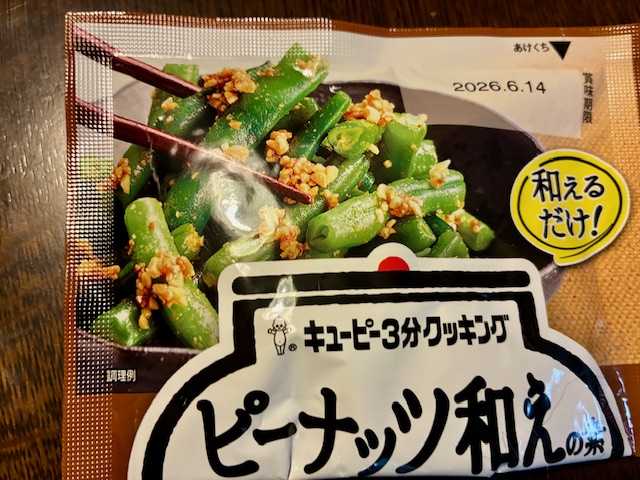 あけくち
2026.6.14
賞味期限
和える
だけ!
キユーピー3分クッキング
®
調理例
ピーナッツ和えの素